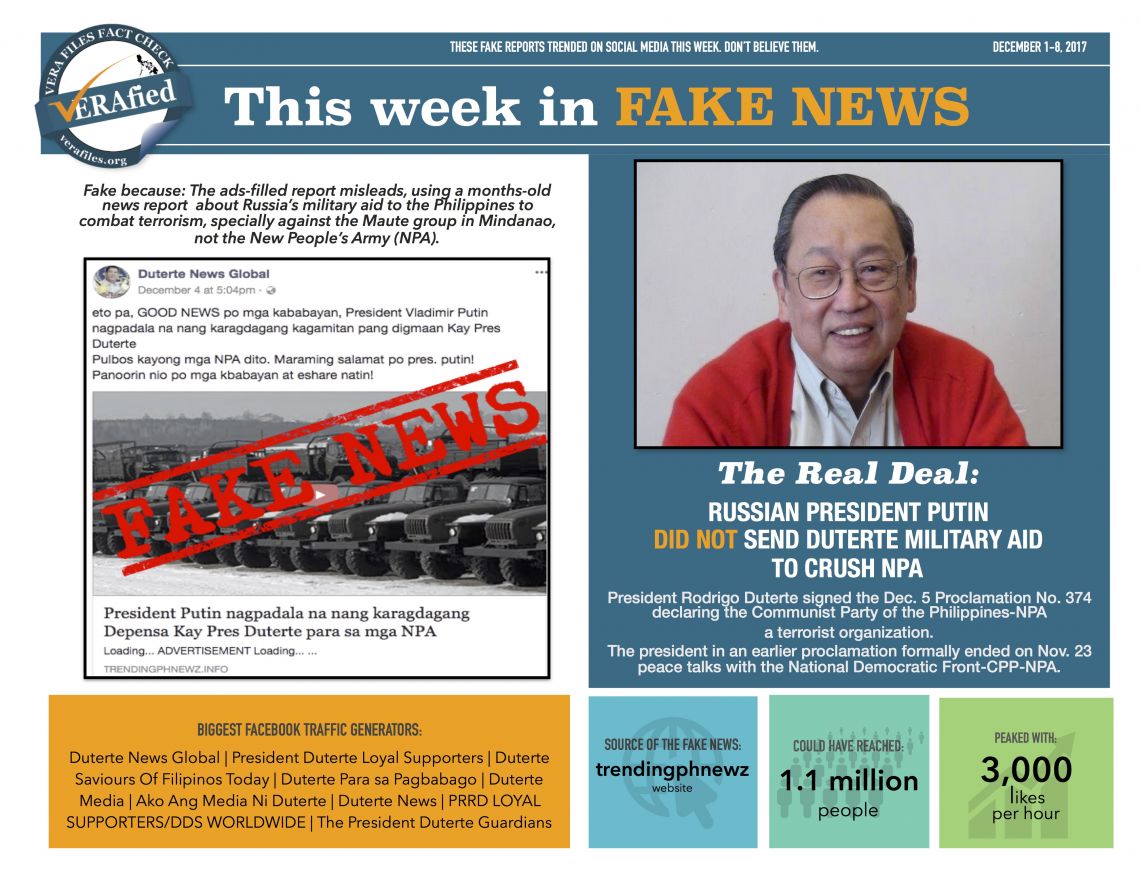 VERA FILES FACT CHECK
VERAfied
verafiles.org
THESE FAKE REPORTS TRENDED ON SOCIAL MEDIA THIS WEEK. DON'T BELIEVE THEM.
DECEMBER 1-8, 2017
This week in FAKE NEWS
Fake because: The ads-filled report misleads, using a months-old
news report about Russia's military aid to the Philippines to
combat terrorism, specially against the Maute group in Mindanao,
not the New People's Army (NPA).
Duterte News Global
December 4 at 5:04pm ·
eto pa, GOOD NEWS po mga kababayan, President Vladimir Putin
nagpadala na nang karagdagang kagamitan pang digmaan Kay Pres
Duterte
Pulbos kayong mga NPA dito. Maraming salamat po pres. putin!
Panoorin nio po mga kbabayan at eshare natin!
FAKE NEWS
President Putin nagpadala na nang karagdagang
Depensa Kay Pres Duterte para sa mga NPA
Loading... ADVERTISEMENT Loading... ...
TRENDINGPHNEWZ.INFO
The Real Deal:
RUSSIAN PRESIDENT PUTIN
DID NOT SEND DUTERTE MILITARY AID
TO CRUSH NPA
President Rodrigo Duterte signed the Dec. 5 Proclamation No. 374
declaring the Communist Party of the Philippines-NPA
a terrorist organization.
The president in an earlier proclamation formally ended on Nov. 23
peace talks with the National Democratic Front-CPP-NPA.
BIGGEST FACEBOOK TRAFFIC GENERATORS:
Duterte News Global | President Duterte Loyal Supporters | Duterte
Saviours Of Filipinos Today | Duterte Para sa Pagbabago | Duterte
Media | Ako Ang Media Ni Duterte | Duterte News | PRRD LOYAL
SUPPORTERS/DDS WORLDWIDE | The President Duterte Guardians
SOURCE OF THE FAKE NEWS:
trendingphnewz
website
COULD HAVE REACHED:
1.1 million
people
PEAKED WITH:
3,000
likes
per hour